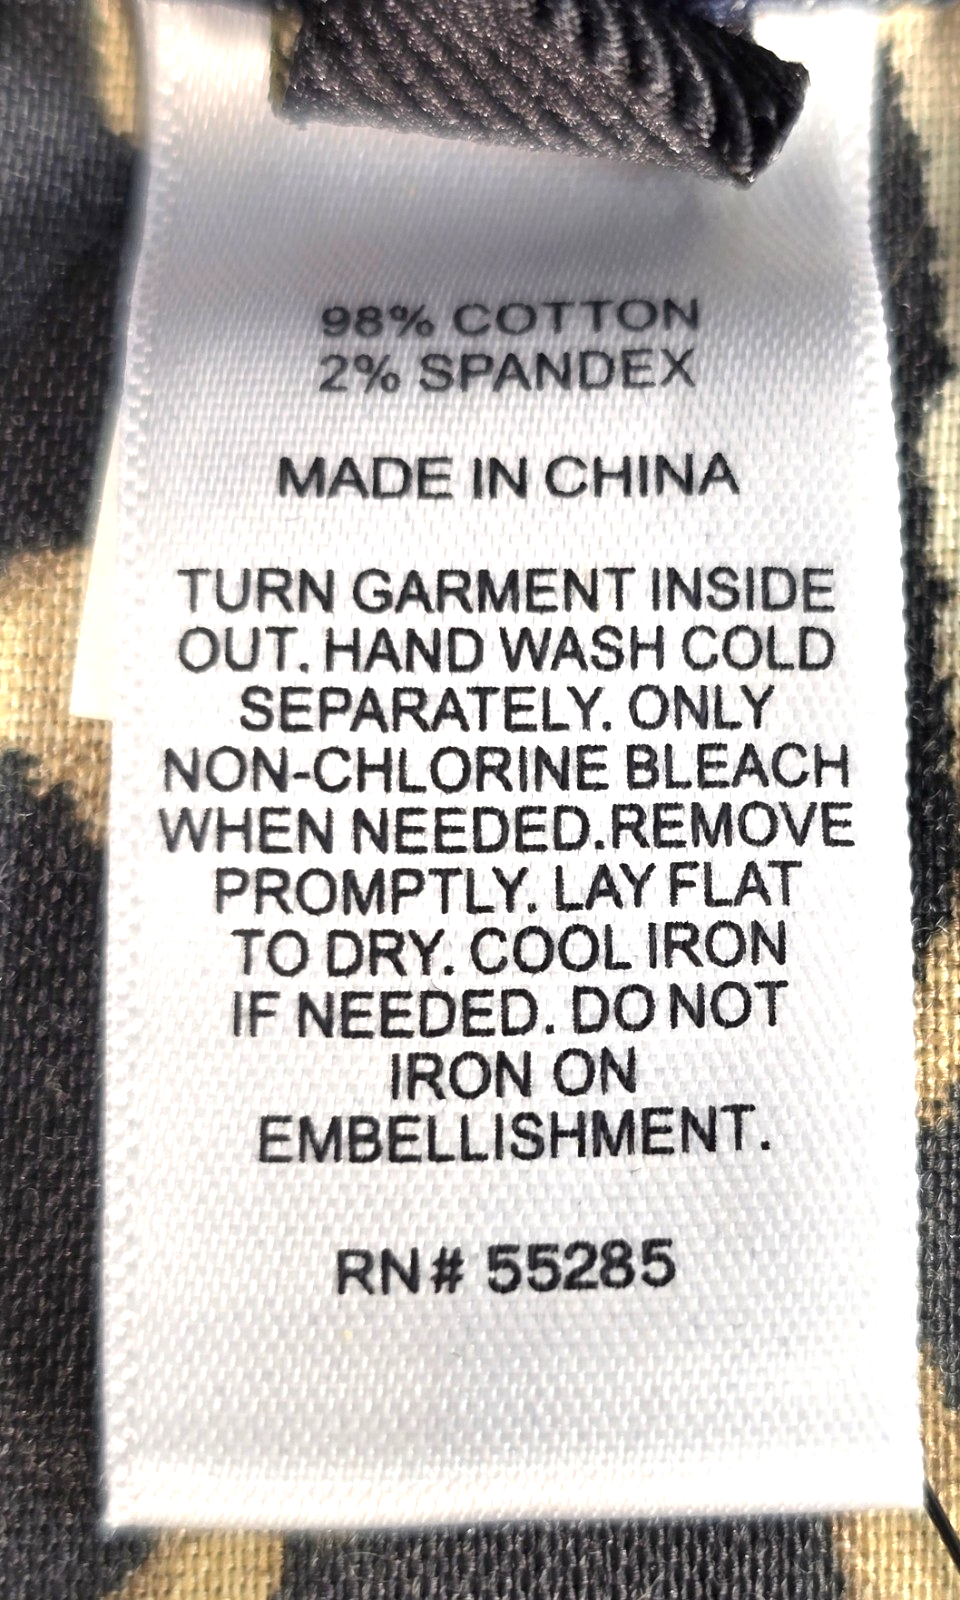 98% COTTON
2% SPANDEX
MADE IN CHINA
TURN GARMENT INSIDE
OUT. HAND WASH COLD
SEPARATELY. ONLY
NON-CHLORINE BLEACH
WHEN NEEDED.REMOVE
PROMPTLY. LAY FLAT
TO DRY. COOL IRON
IF NEEDED. DO NOT
IRON ON
EMBELLISHMENT.
RN# 55285